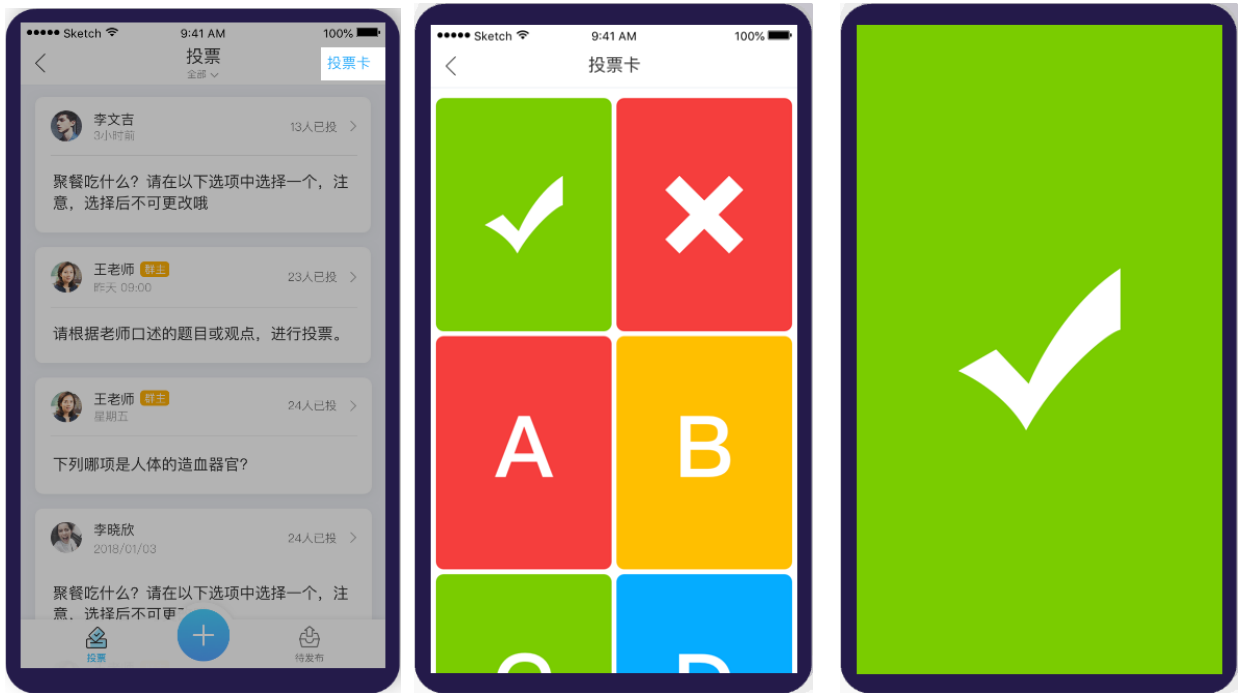 Sketch 9:41 AM 100%
投票 投票卡
全部
李文吉
3小时前
13人已投
聚餐吃什么？请在以下选项中选择一个，注
意，选择后不可更改哦
王老师 群主
昨天 09:00
23人已投
请根据老师口述的题目或观点，进行投票。
王老师 群主
星期五
24人已投
下列哪项是人体的造血器官?
李晓欣
2018/01/03
24人已投
聚餐吃什么？请在以下选项中选择一个，注
意，选择后不可更
投票 待发布
Sketch 9:41 AM 100%
投票卡
A B
C D